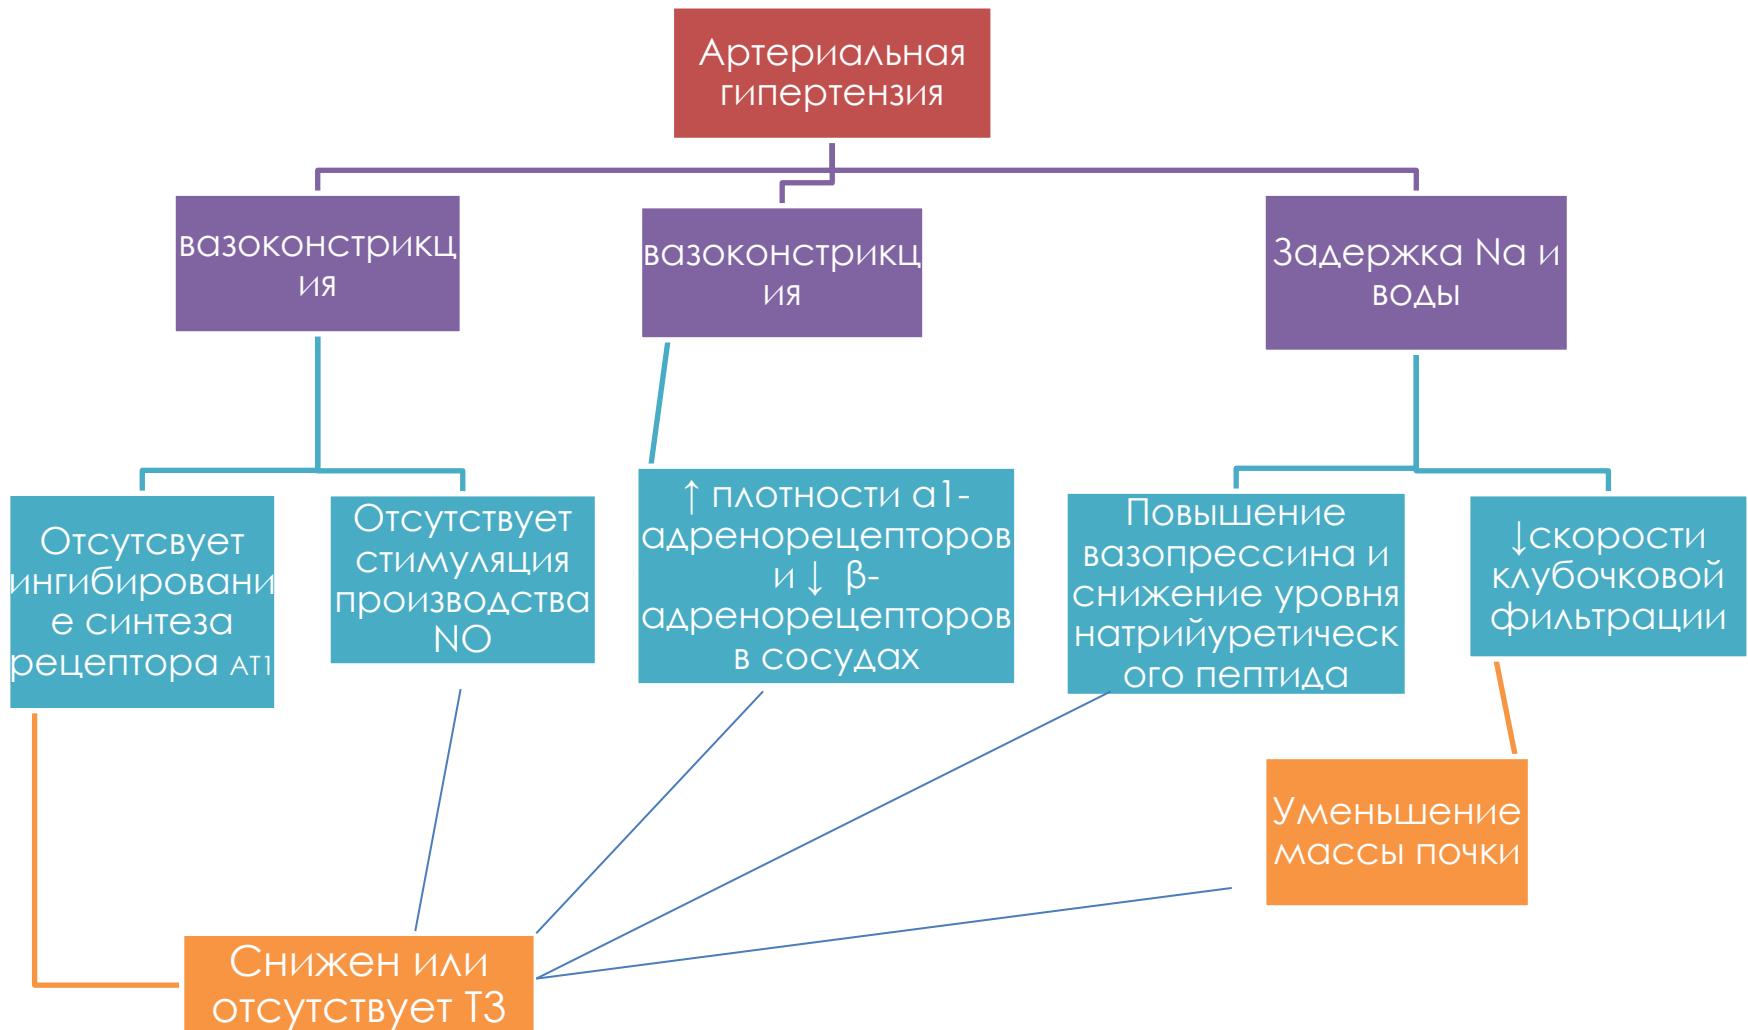 Артериальная
гипертензия
вазоконстрикц
ия
вазоконстрикц
ия
Задержка Na и
воды
Отсутсвует
ингибировани
е синтеза
рецептора АТ1
Отсутствует
стимуляция
производства
NO
↑ плотности α1-
адренорецепторов
и ↓ β-
адренорецепторов
в сосудах
Повышение
вазопрессина и
снижение уровня
натрийуретическ
ого пептида
↓скорости
клубочковой
фильтрации
Уменьшение
массы почки
Снижен или
отсутствует Т3